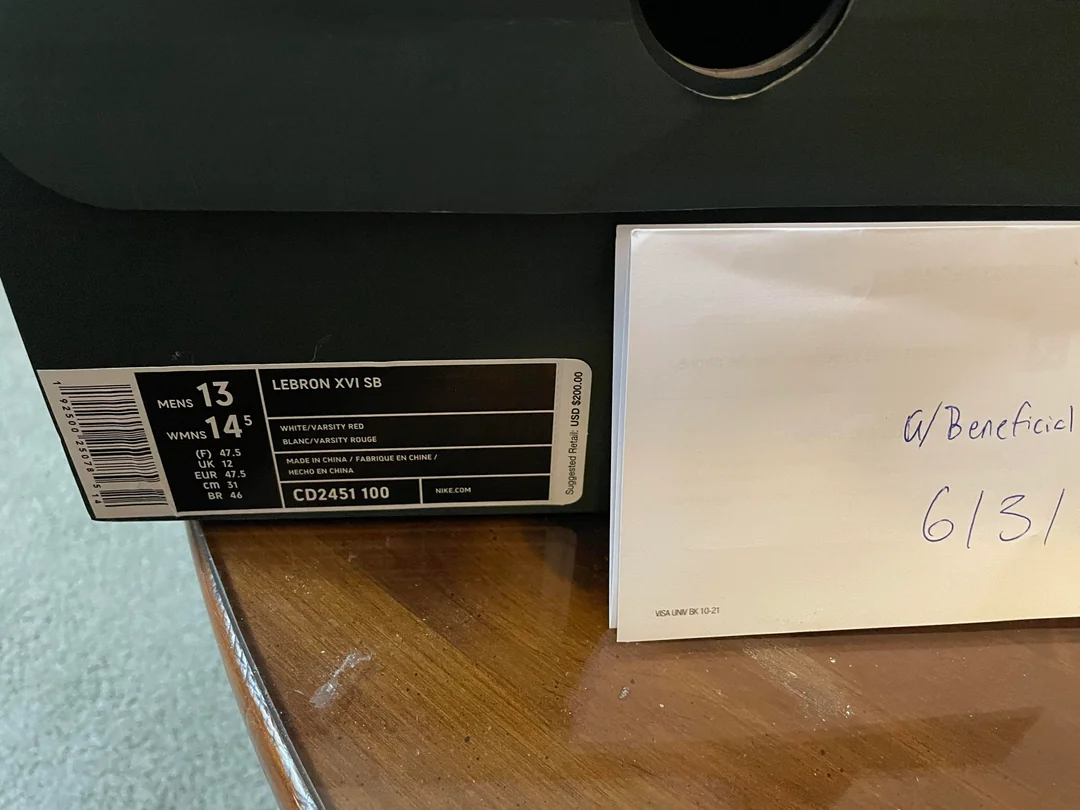 MENS 13
WMNS 14⁵
(F) 47.5
UK 12
EUR 47.5
cm 31
BR 46
LEBRON XVI SB
WHITE/VARSITY RED
BLANC/VARSITY ROUGE
MADE IN CHINA / FABRIQUE EN CHINE /
HECHO EN CHINA
CD2451 100
NIKE.COM
Suggested Retail: USD $200.00
u/Beneficial
6/3/
VISA UNIV BK 10-21